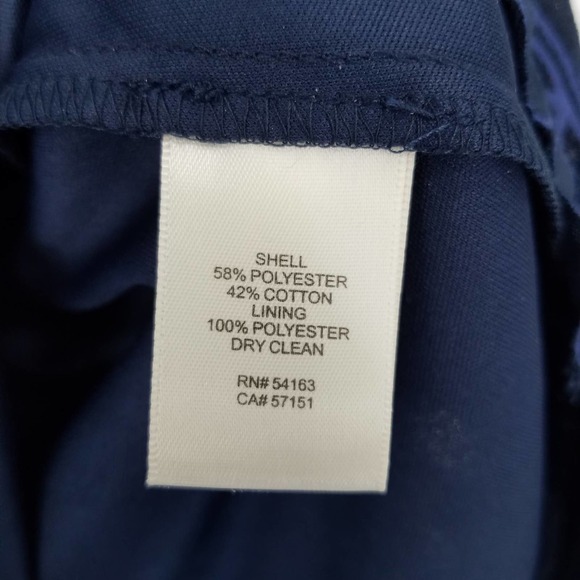 SHELL
58% POLYESTER
42% COTTON
LINING
100% POLYESTER
DRY CLEAN
RN# 54163
CA# 57151